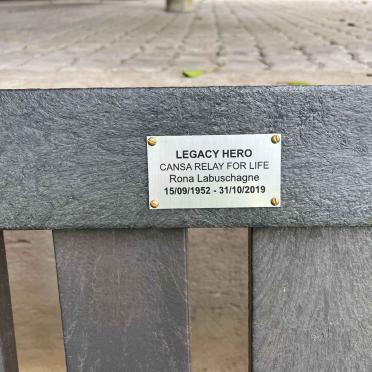 LEGACY HERO
CANSA RELAY FOR LIFE
Rona Labuschagne
15/09/1952 - 31/10/2019